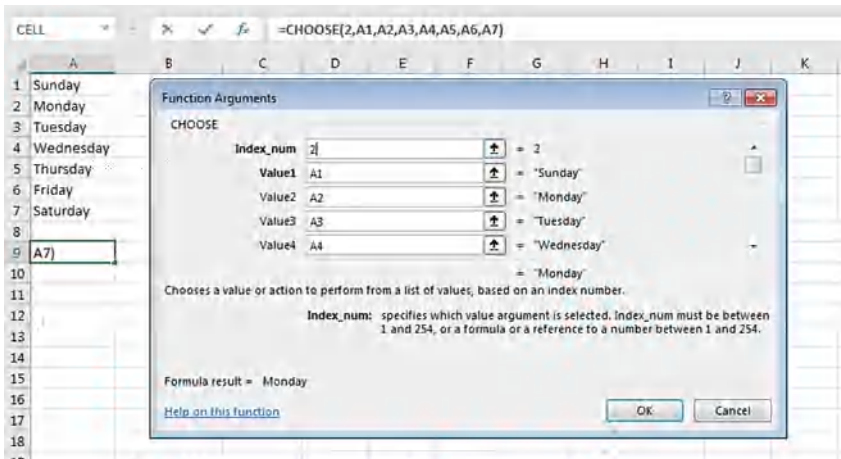 CELL fx =CHOOSE(2,A1,A2,A3,A4,A5,A6,A7)
A B C D E F G H I J K
1 Sunday
2 Monday
3 Tuesday
4 Wednesday
5 Thursday
6 Friday
7 Saturday
8
9 A7)
10
11
12
13
14
15
16
17
18
Function Arguments ?
CHOOSE
Index_num 2 = 2
Value1 A1 = "Sunday"
Value2 A2 = "Monday"
Value3 A3 = "Tuesday"
Value4 A4 = "Wednesday"
= "Monday"
Chooses a value or action to perform from a list of values, based on an index number.
Index_num: specifies which value argument is selected. Index_num must be between
1 and 254, or a formula or a reference to a number between 1 and 254.
Formula result = Monday
Help on this function OK Cancel